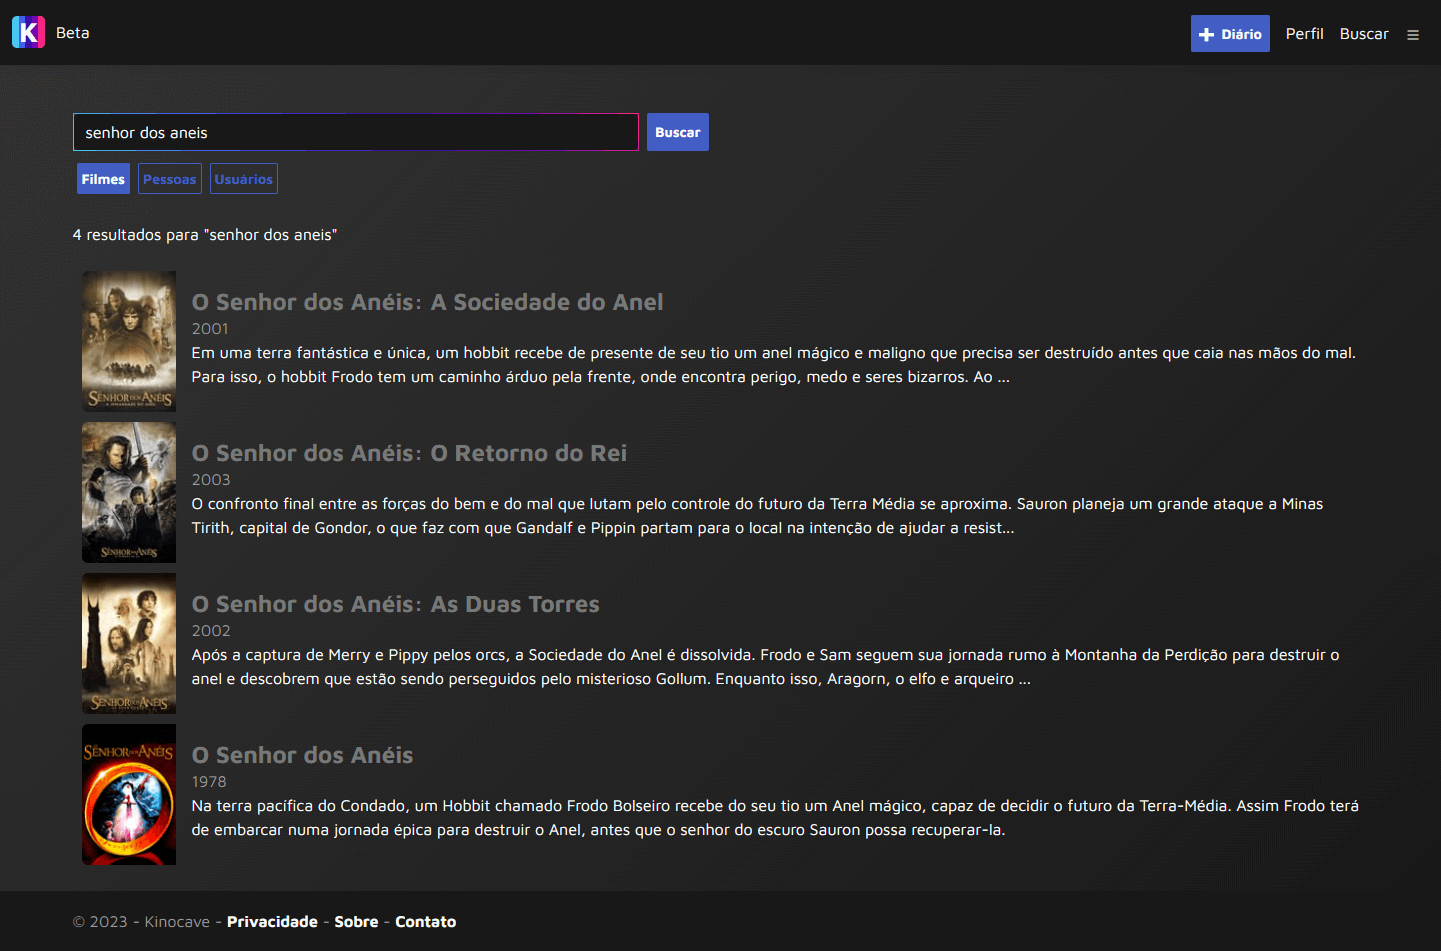 K Beta
+ Diário Perfil Buscar
senhor dos aneis Buscar
Filmes Pessoas Usuários
4 resultados para "senhor dos aneis"
O Senhor dos Anéis: A Sociedade do Anel
2001
Em uma terra fantástica e única, um hobbit recebe de presente de seu tio um anel mágico e maligno que precisa ser destruído antes que caia nas mãos do mal.
Para isso, o hobbit Frodo tem um caminho árduo pela frente, onde encontra perigo, medo e seres bizarros. Ao ...
SENHOR DOS ANÉIS
O Senhor dos Anéis: O Retorno do Rei
2003
O confronto final entre as forças do bem e do mal que lutam pelo controle do futuro da Terra Média se aproxima. Sauron planeja um grande ataque a Minas
Tirith, capital de Gondor, o que faz com que Gandalf e Pippin partam para o local na intenção de ajudar a resist...
SENHOR DOS ANÉIS
O Senhor dos Anéis: As Duas Torres
2002
Após a captura de Merry e Pippy pelos orcs, a Sociedade do Anel é dissolvida. Frodo e Sam seguem sua jornada rumo à Montanha da Perdição para destruir o
anel e descobrem que estão sendo perseguidos pelo misterioso Gollum. Enquanto isso, Aragorn, o elfo e arqueiro ...
SENHOR DOS ANÉIS
SENHOR DOS ANÉIS
O Senhor dos Anéis
1978
Na terra pacífica do Condado, um Hobbit chamado Frodo Bolseiro recebe do seu tio um Anel mágico, capaz de decidir o futuro da Terra-Média. Assim Frodo terá
de embarcar numa jornada épica para destruir o Anel, antes que o senhor do escuro Sauron possa recuperar-la.
© 2023 - Kinocave - Privacidade - Sobre - Contato